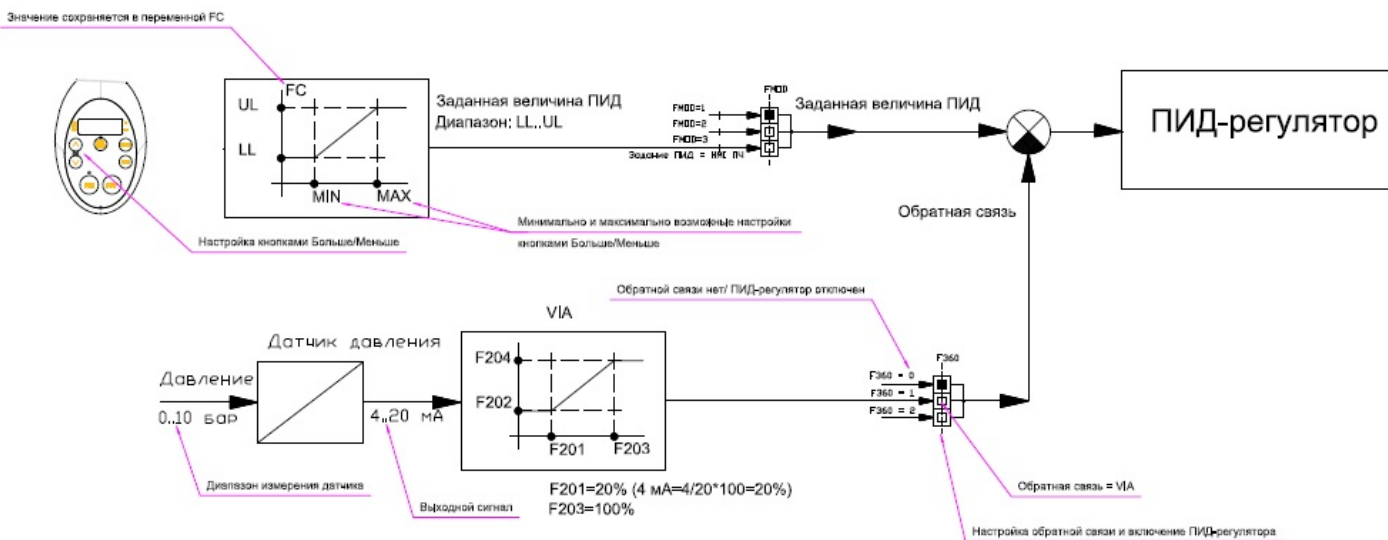 Значение сохраняется в переменной FC
FC
UL
LL
MIN
MAX
Заданная величина ПИД
Диапазон: LL..UL
FMOD
FMOD=1
FMOD=2
FMOD=3
Задание ПИД = HMI ПЧ
Заданная величина ПИД
ПИД-регулятор
Обратная связь
Настройка кнопками Больше/Меньше
Минимально и максимально возможные настройки
кнопками Больше/Меньше
Обратной связи нет/ ПИД-регулятор отключен
VIA
Датчик давления
Давление
0..10 Бар
4..20 мА
F204
F202
F201
F203
F360
F360 = 0
F360 = 1
F360 = 2
Диапазон измерения датчика
Выходной сигнал
F201=20% (4 мА=4/20*100=20%)
F203=100%
Обратная связь = VIA
Настройка обратной связи и включение ПИД-регулятора